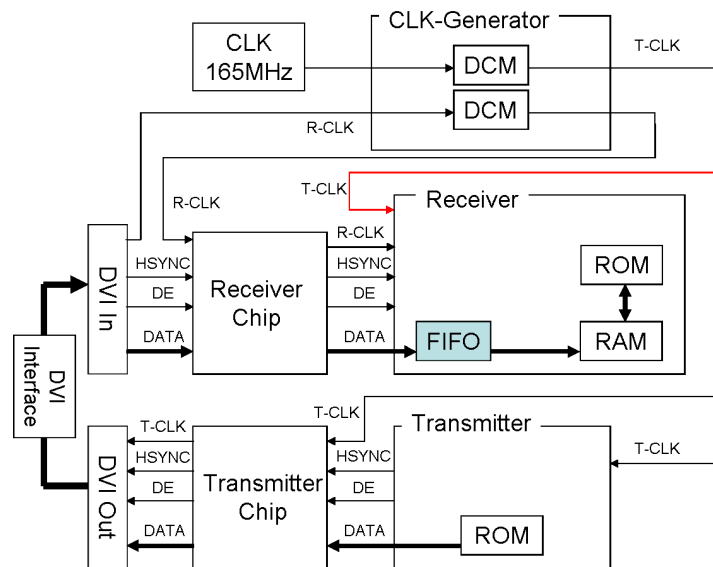 CLK-Generator
CLK
165MHz
T-CLK
DCM
DCM
R-CLK
T-CLK
Receiver
R-CLK
R-CLK
HSYNC
HSYNC
DE
DE
DATA
DATA
DVI In
Receiver
Chip
FIFO
ROM
RAM
DVI
Interface
T-CLK
Transmitter
T-CLK
T-CLK
HSYNC
HSYNC
DE
DE
DATA
DATA
DVI Out
Transmitter
Chip
ROM